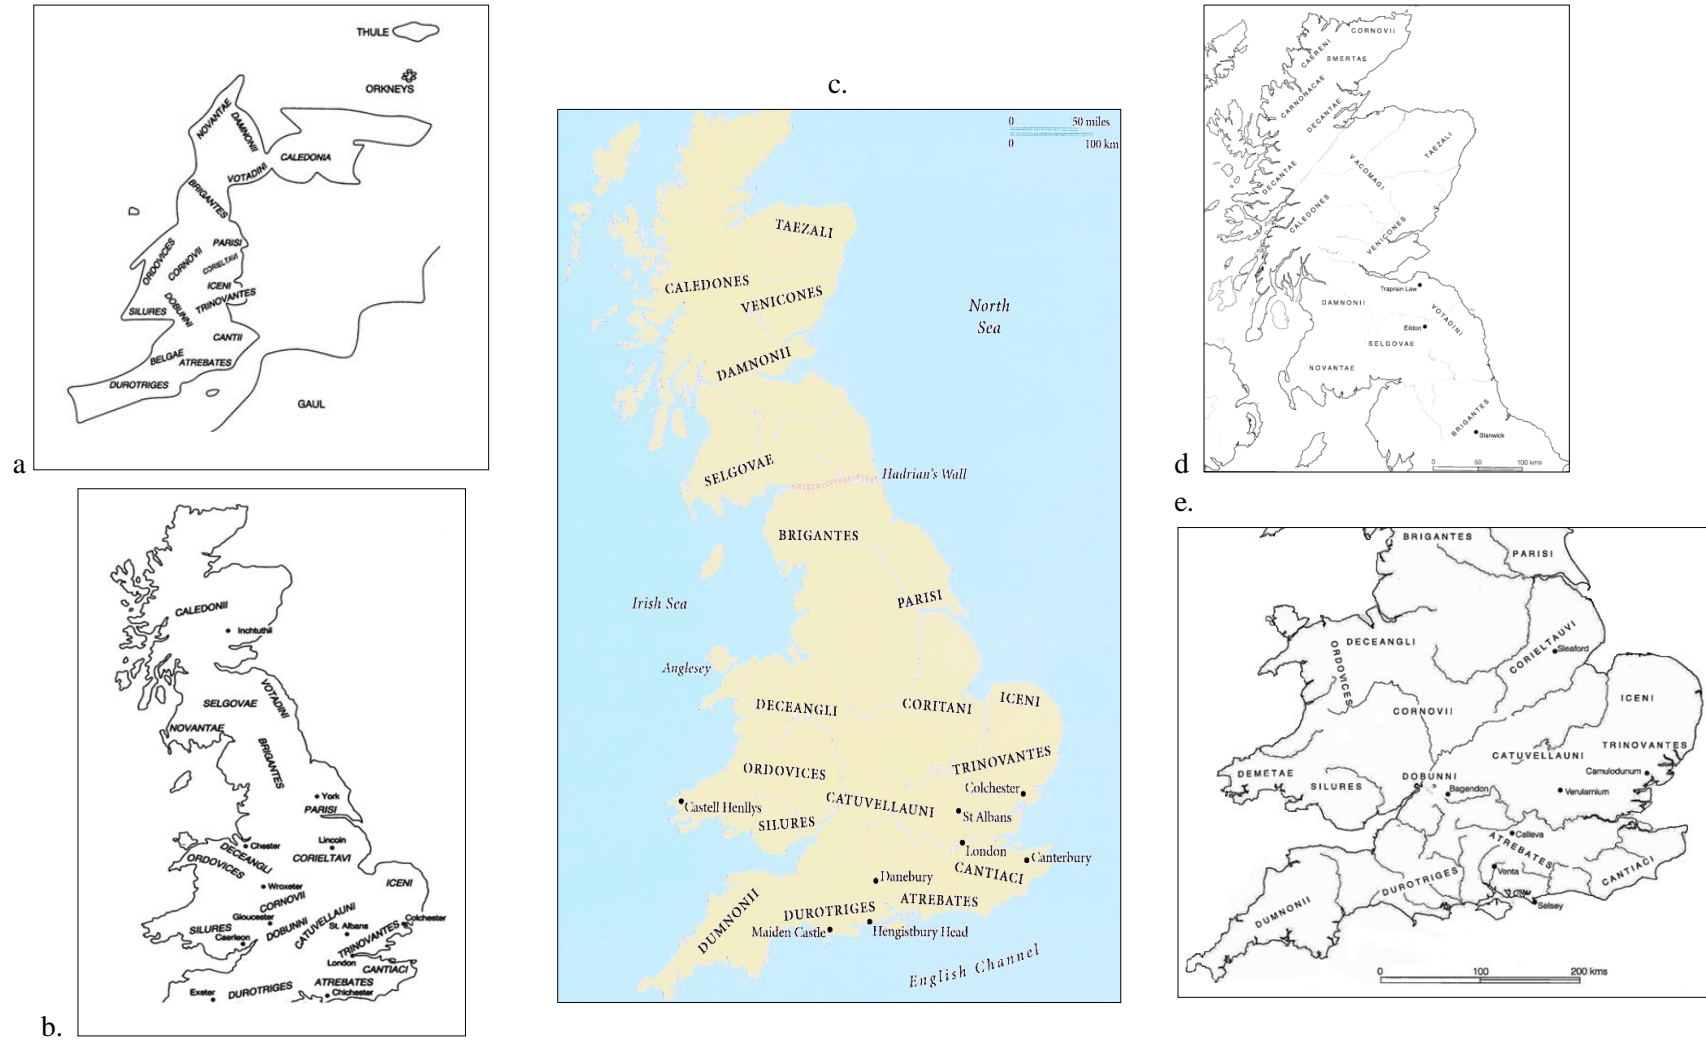 a
THULE
ORKNEYS
NOVANTAE
DAMNONII
CALEDONIA
VOTADINI
BRIGANTES
PARISI
ORDOVICES
CORNOVII
CORIELTAVI
ICENI
TRINOVANTES
DOBUNNI
SILURES
CANTII
BELGAE
ATREBATES
DUROTRIGES
GAUL
b.
CALEDONII
Inchtuthil
VOTADINI
SELGOVAE
NOVANTAE
BRIGANTES
York
PARISI
Lincoln
CORIELTAVI
Chester
DECEANGLI
ORDOVICES
ICENI
Wroxeter
CORNOVII
Gloucester
DOBUNNI
CATUVELLAUNI
St. Albans
Colchester
SILURES
Caerleon
TRINOVANTES
London
CANTIACI
ATREBATES
Exeter
DUROTRIGES
Chichester
c.
0 50 miles
0 100 km
TAEZALI
CALEDONES
VENICONES
North
Sea
DAMNONII
SELGOVAE
Hadrian's Wall
BRIGANTES
Irish Sea
PARISI
Anglesey
DECEANGLI
CORITANI
ICENI
ORDOVICES
TRINOVANTES
Colchester
Castell Henllys
CATUVELLAUNI
St Albans
SILURES
London
Canterbury
CANTIACI
Danebury
DUMNONII
DUROTRIGES
ATREBATES
Maiden Castle
Hengistbury Head
English Channel
d
CORNOVII
CAERENI
SMERTAE
CARNONACAE
DECANTAE
TAEZALI
VACOMAGI
DECANTAE
CALEDONES
VENICONES
Traprain Law
DAMNONII
VOTADINI
Eildon
SELGOVAE
NOVANTAE
BRIGANTES
Stanwick
0 50 100 kms
e.
BRIGANTES
PARISI
DECEANGLI
ORDOVICES
CORIELTAUVI
Sleaford
ICENI
CORNOVII
TRINOVANTES
CATUVELLAUNI
Camulodunum
DEMETAE
SILURES
DOBUNNI
Bagendon
Verulamium
Calleva
ATREBATES
Venta
CANTIACI
DUROTRIGES
Selsey
DUMNONII
0 100 200 kms